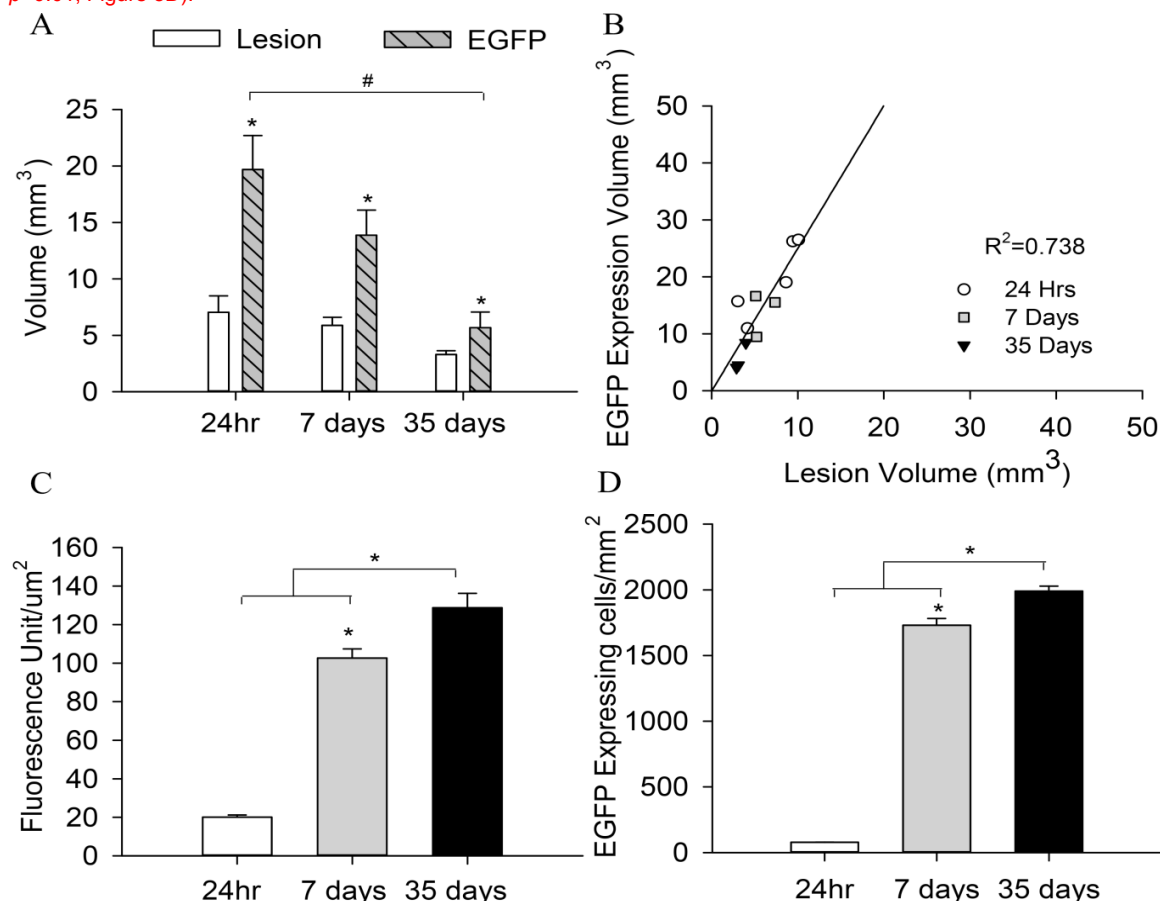 A
Lesion
EGFP
#
Volume (mm³)
25
20
15
10
5
0
*
*
*
24hr
7 days
35 days
B
EGFP Expression Volume (mm³)
50
40
30
20
10
0
R²=0.738
24 Hrs
7 Days
35 Days
0 10 20 30 40 50
Lesion Volume (mm³)
C
Fluorescence Unit/um²
160
140
120
100
80
60
40
20
0
*
*
24hr
7 days
35 days
D
EGFP Expressing cells/mm²
2500
2000
1500
1000
500
0
*
*
24hr
7 days
35 days